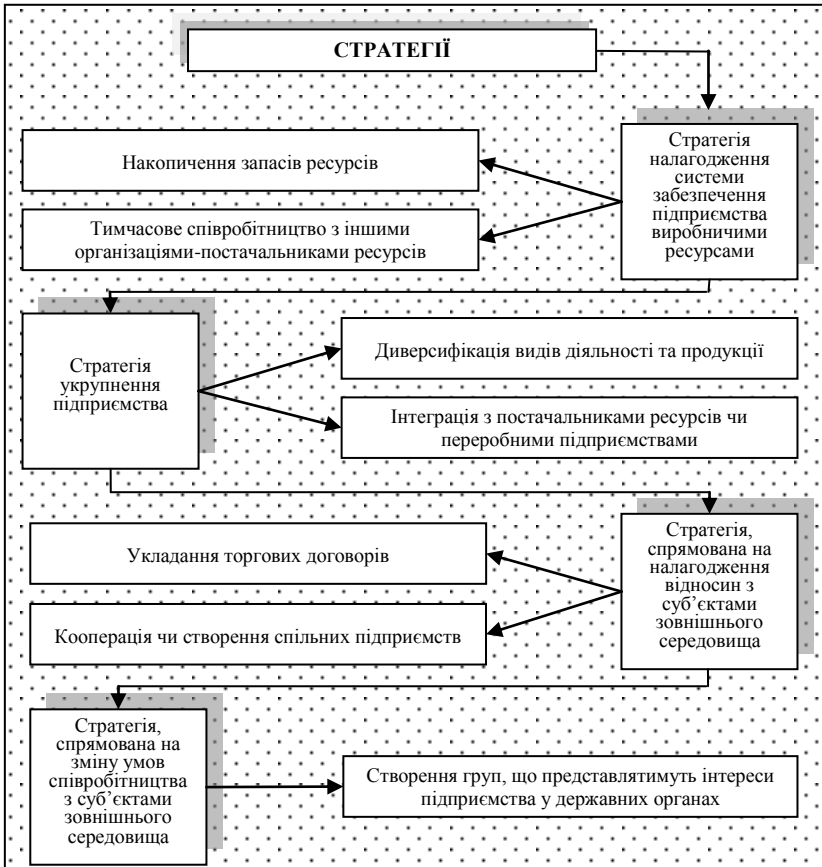 СТРАТЕГІЇ
Стратегія
налагодження
системи
забезпечення
підприємства
виробничими
ресурсами
Накопичення запасів ресурсів
Тимчасове співробітництво з іншими
організаціями-постачальниками ресурсів
Стратегія
укрупнення
підприємства
Диверсифікація видів діяльності та продукції
Інтеграція з постачальниками ресурсів чи
переробними підприємствами
Стратегія,
спрямована на
налагодження
відносин з
суб’єктами
зовнішнього
середовища
Укладання торгових договорів
Кооперація чи створення спільних підприємств
Стратегія,
спрямована на
зміну умов
співробітництва
з суб’єктами
зовнішнього
середовища
Створення груп, що представлятимуть інтереси
підприємства у державних органах